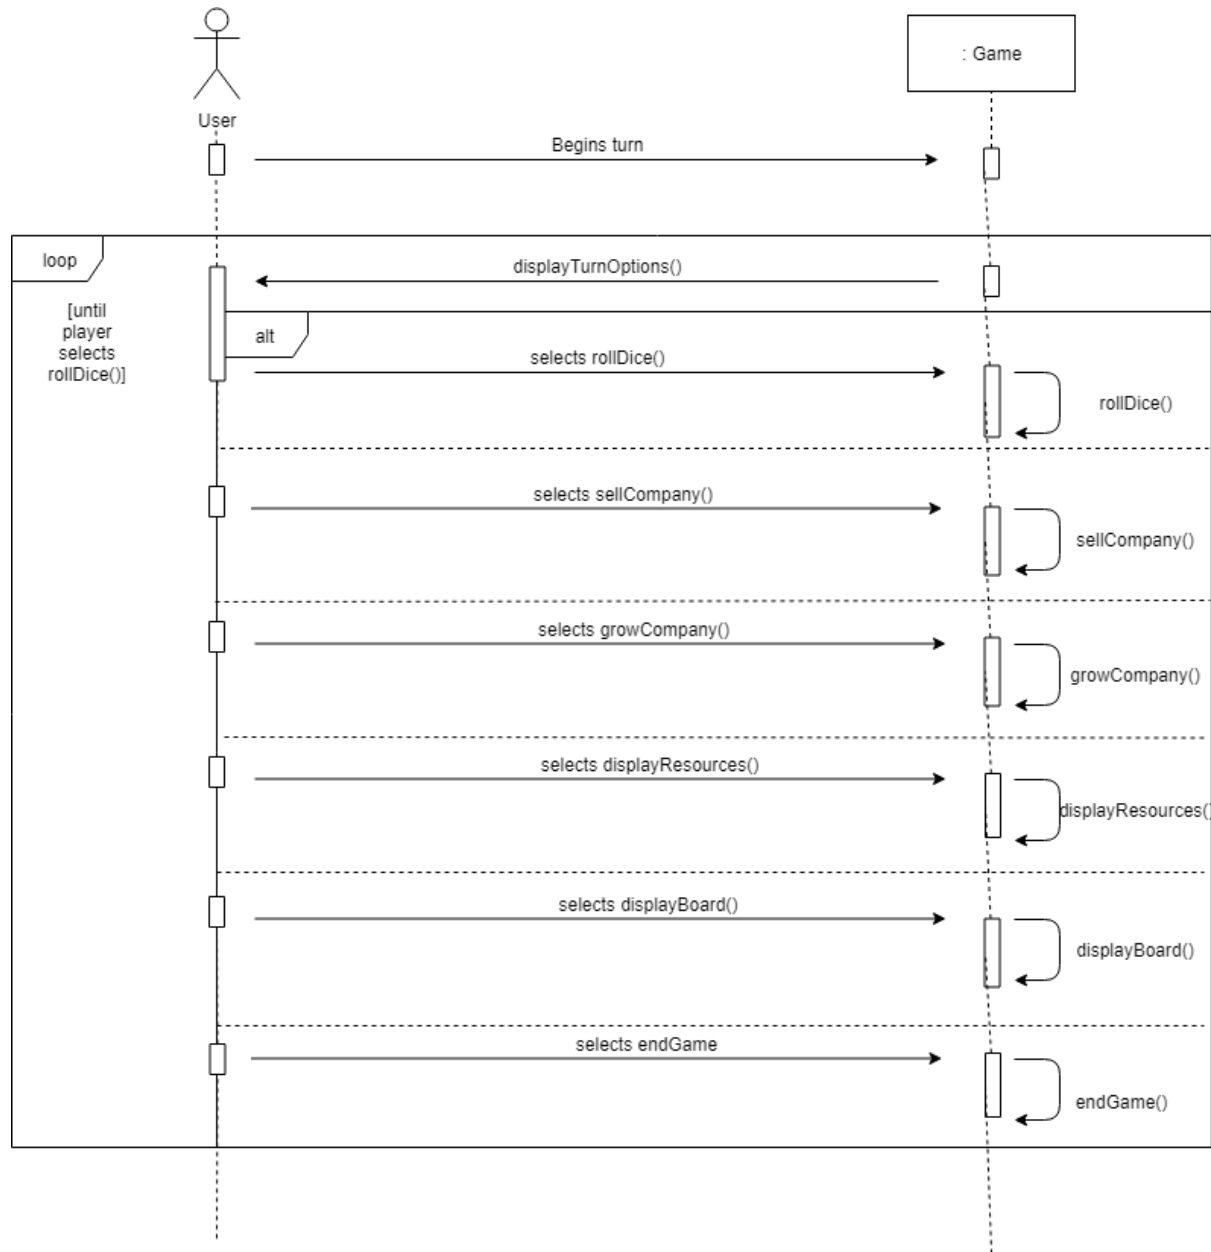 User
: Game
Begins turn
loop
displayTurnOptions()
[until
player
selects
rollDice()]
alt
selects rollDice()
rollDice()
selects sellCompany()
sellCompany()
selects growCompany()
growCompany()
selects displayResources()
displayResources()
selects displayBoard()
displayBoard()
selects endGame
endGame()